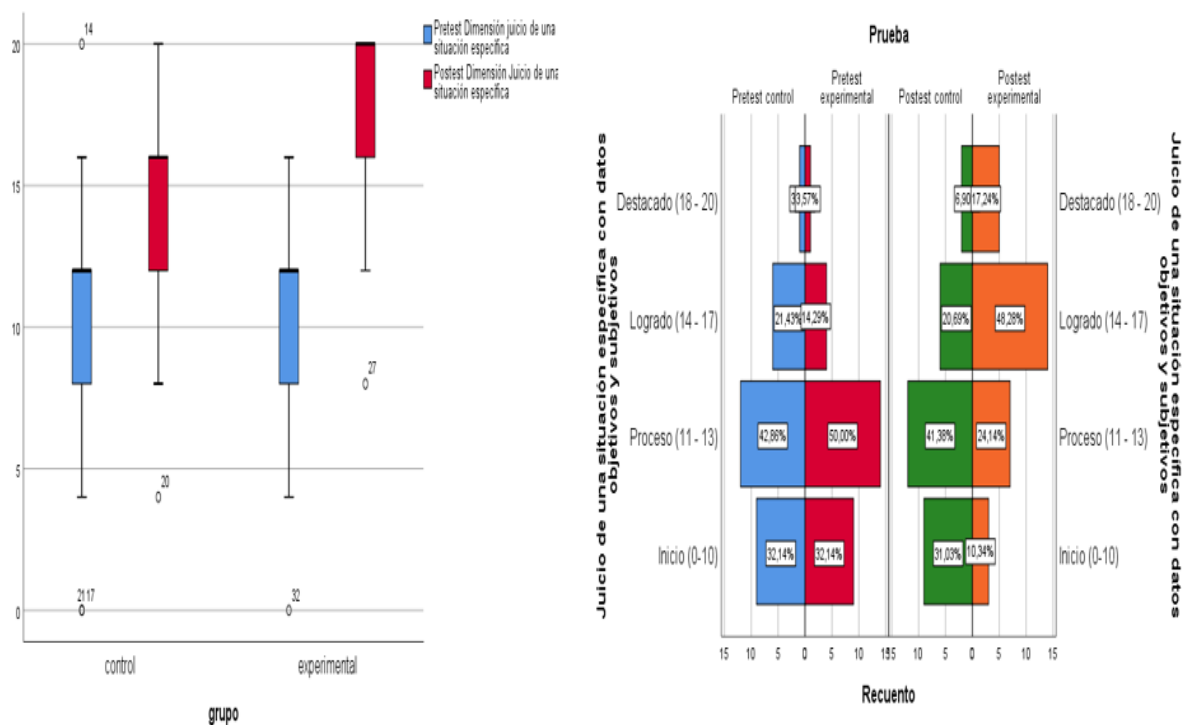 14
20
15
10
5
0
20
27
2117
32
control
experimental
grupo
Pretest Dimensión juicio de una
situación específica
Postest Dimensión Juicio de una
situación específica
Prueba
Pretest control
Pretest
experimental
Postest control
Postest
experimental
Juicio de una situación específica con datos
objetivos y subjetivos
Destacado (18 - 20)
Logrado (14 - 17)
Proceso (11 - 13)
Inicio (0-10)
33,57%
6,90
17,24%
21,43%
14,29%
20,69%
48,28%
42,86%
50,00%
41,38%
24,14%
32,14%
32,14%
31,03%
10,34%
Destacado (18 - 20)
Logrado (14 - 17)
Proceso (11 - 13)
Inicio (0-10)
Juicio de una situación específica con datos
objetivos y subjetivos
15 10 5 0 5 10 15 10 5 0 5 10 15
Recuento